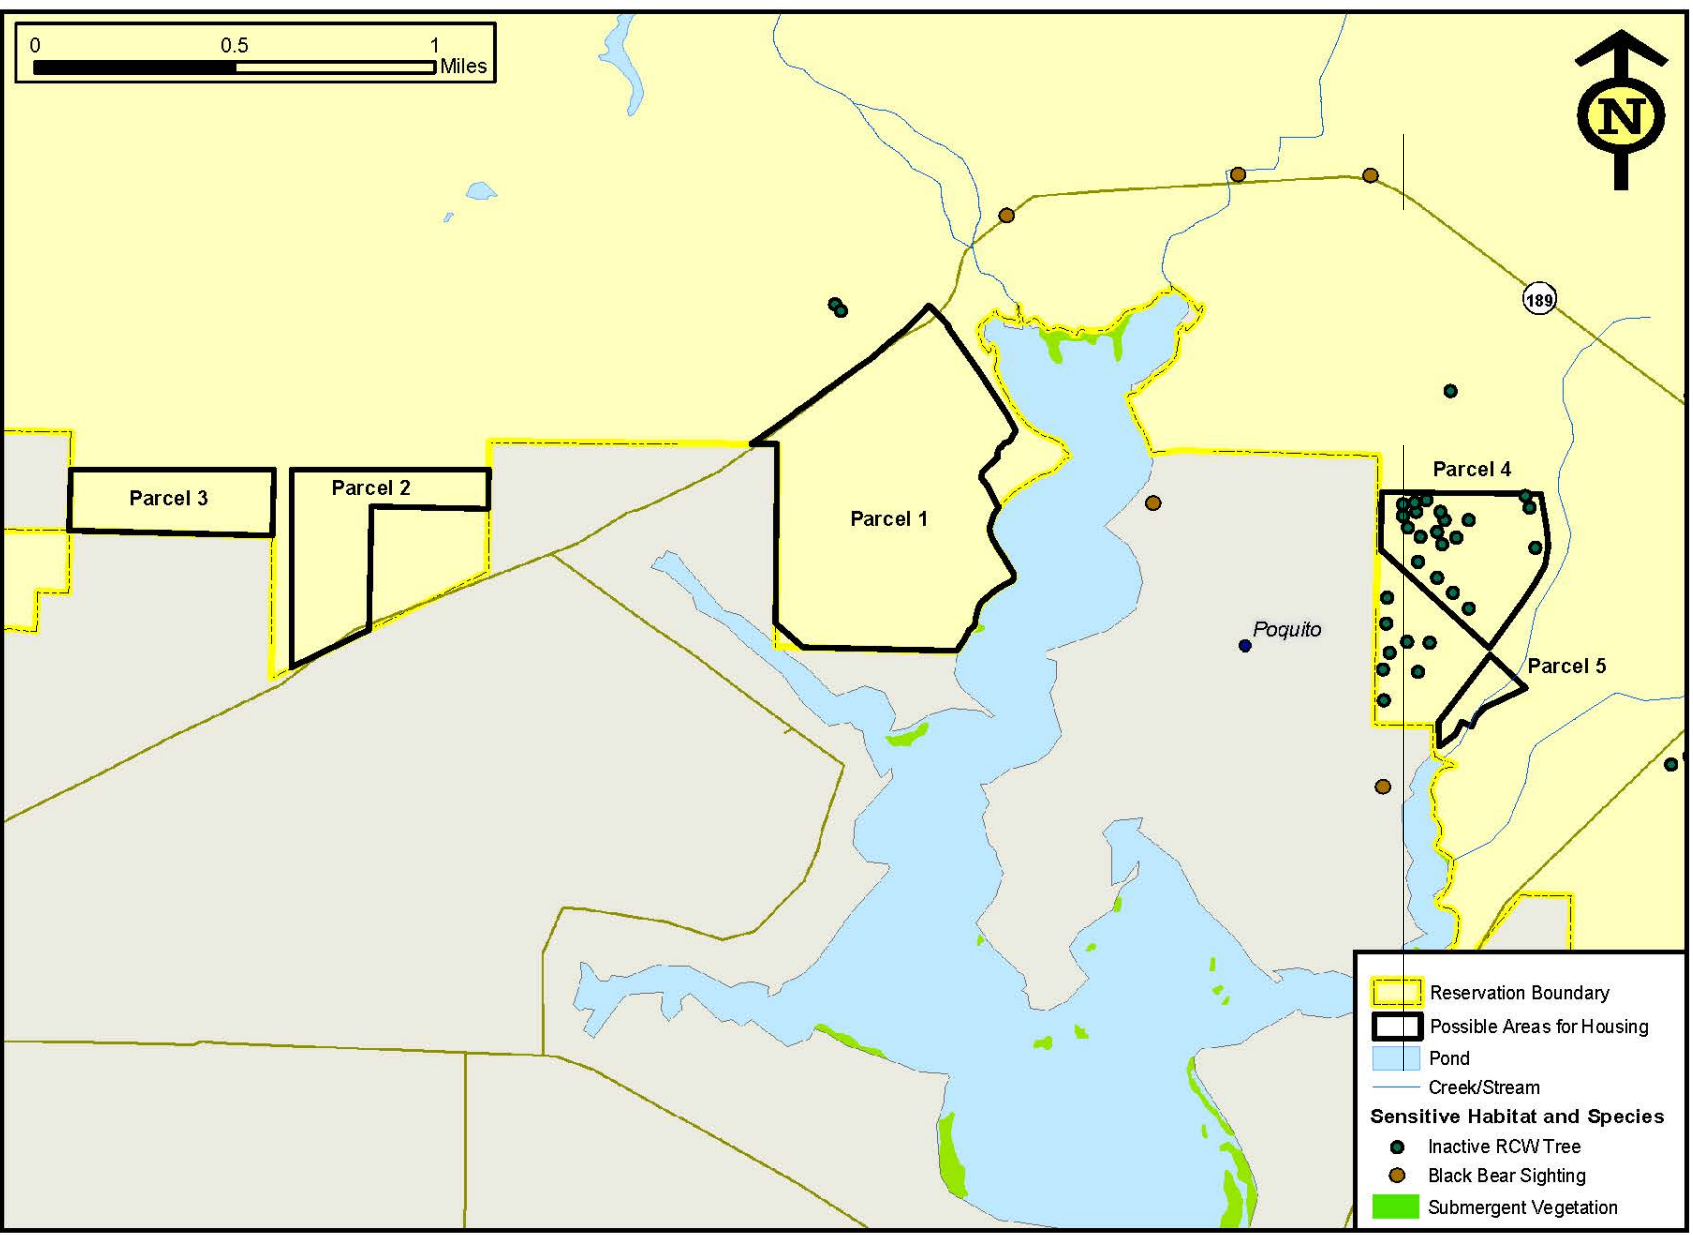 0 0.5 1
Miles
N
189
Parcel 4
Parcel 3
Parcel 2
Parcel 1
Poquito
Parcel 5
Reservation Boundary
Possible Areas for Housing
Pond
Creek/Stream
Sensitive Habitat and Species
Inactive RCW Tree
Black Bear Sighting
Submergent Vegetation